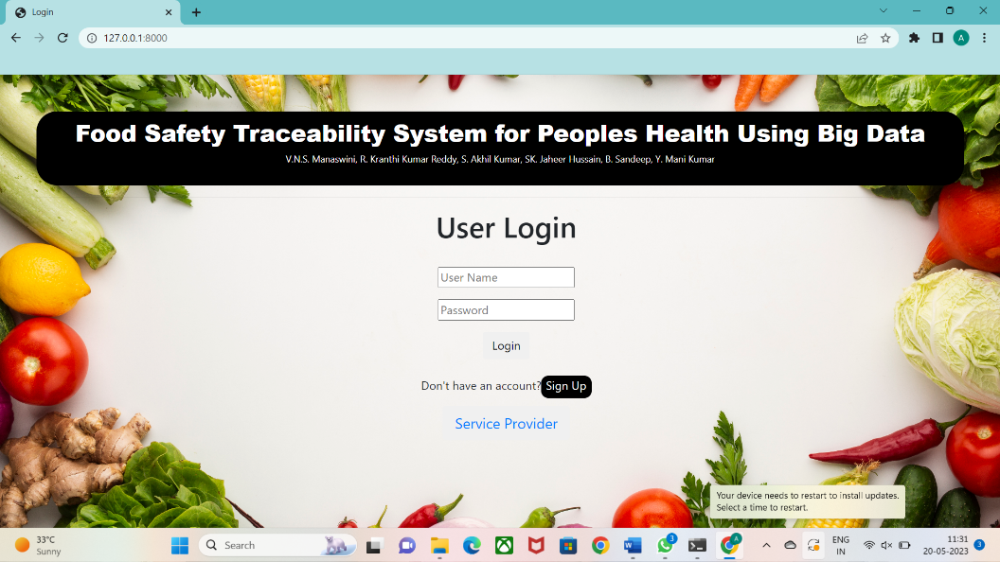 Login
127.0.0.1:8000
A
Food Safety Traceability System for Peoples Health Using Big Data
V.N.S. Manaswini, R. Kranthi Kumar Reddy, S. Akhil Kumar, SK. Jaheer Hussain, B. Sandeep, Y. Mani Kumar
User Login
User Name
Password
Login
Don't have an account? Sign Up
Service Provider
Your device needs to restart to install updates.
Select a time to restart.
33°C
Sunny
Search
3
A
ENG
IN
11:31
20-05-2023
3